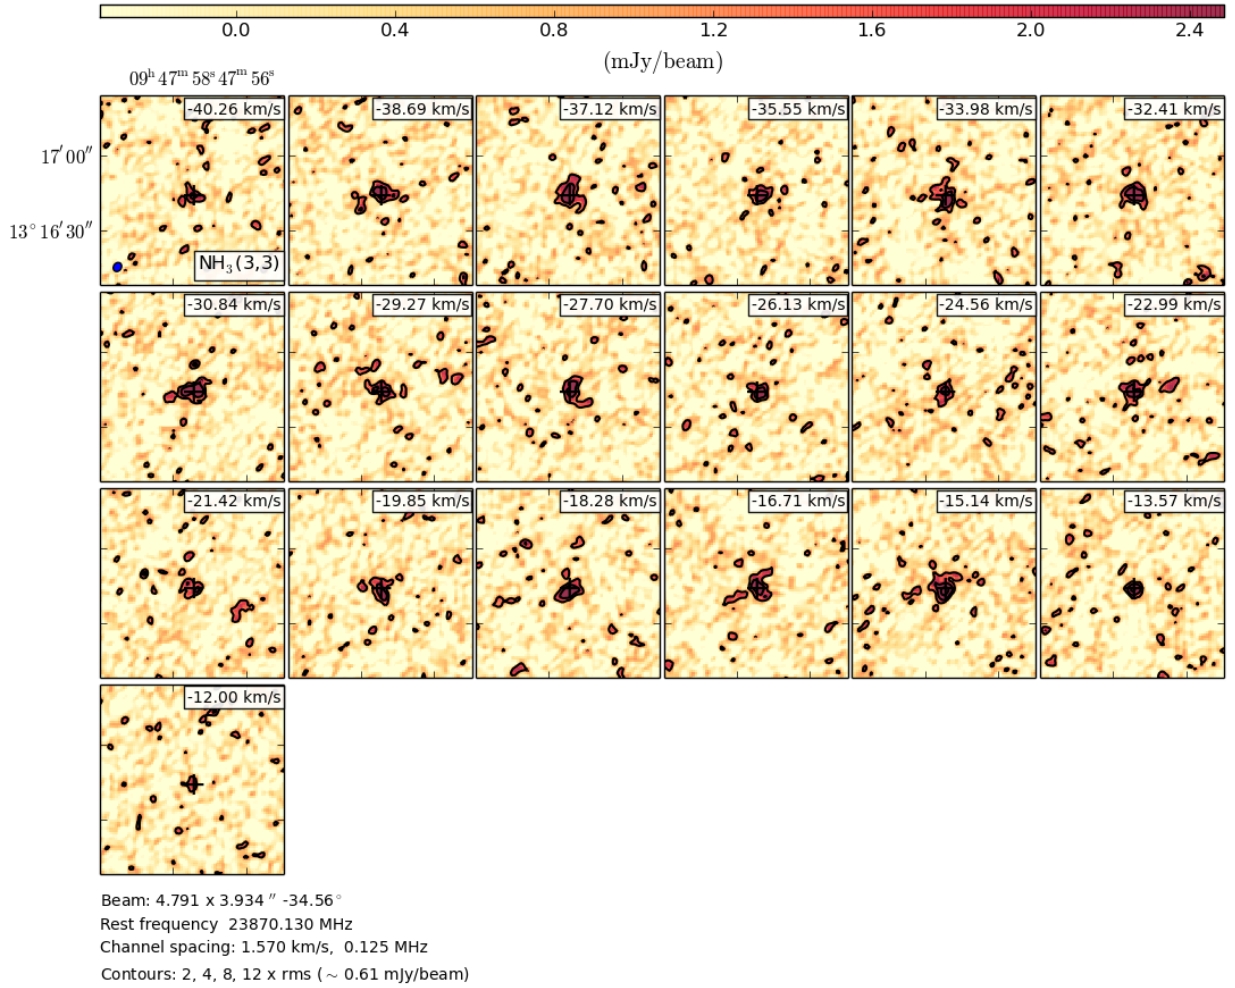 0.0 0.4 0.8 1.2 1.6 2.0 2.4
(mJy/beam)
09ʰ 47ᵐ 58ˢ 47ᵐ 56ˢ
-40.26 km/s -38.69 km/s -37.12 km/s -35.55 km/s -33.98 km/s -32.41 km/s
17′00″
13° 16′30″
NH₃(3,3)
-30.84 km/s -29.27 km/s -27.70 km/s -26.13 km/s -24.56 km/s -22.99 km/s
-21.42 km/s -19.85 km/s -18.28 km/s -16.71 km/s -15.14 km/s -13.57 km/s
-12.00 km/s
Beam: 4.791 x 3.934 ″ -34.56°
Rest frequency 23870.130 MHz
Channel spacing: 1.570 km/s, 0.125 MHz
Contours: 2, 4, 8, 12 x rms (∼ 0.61 mJy/beam)